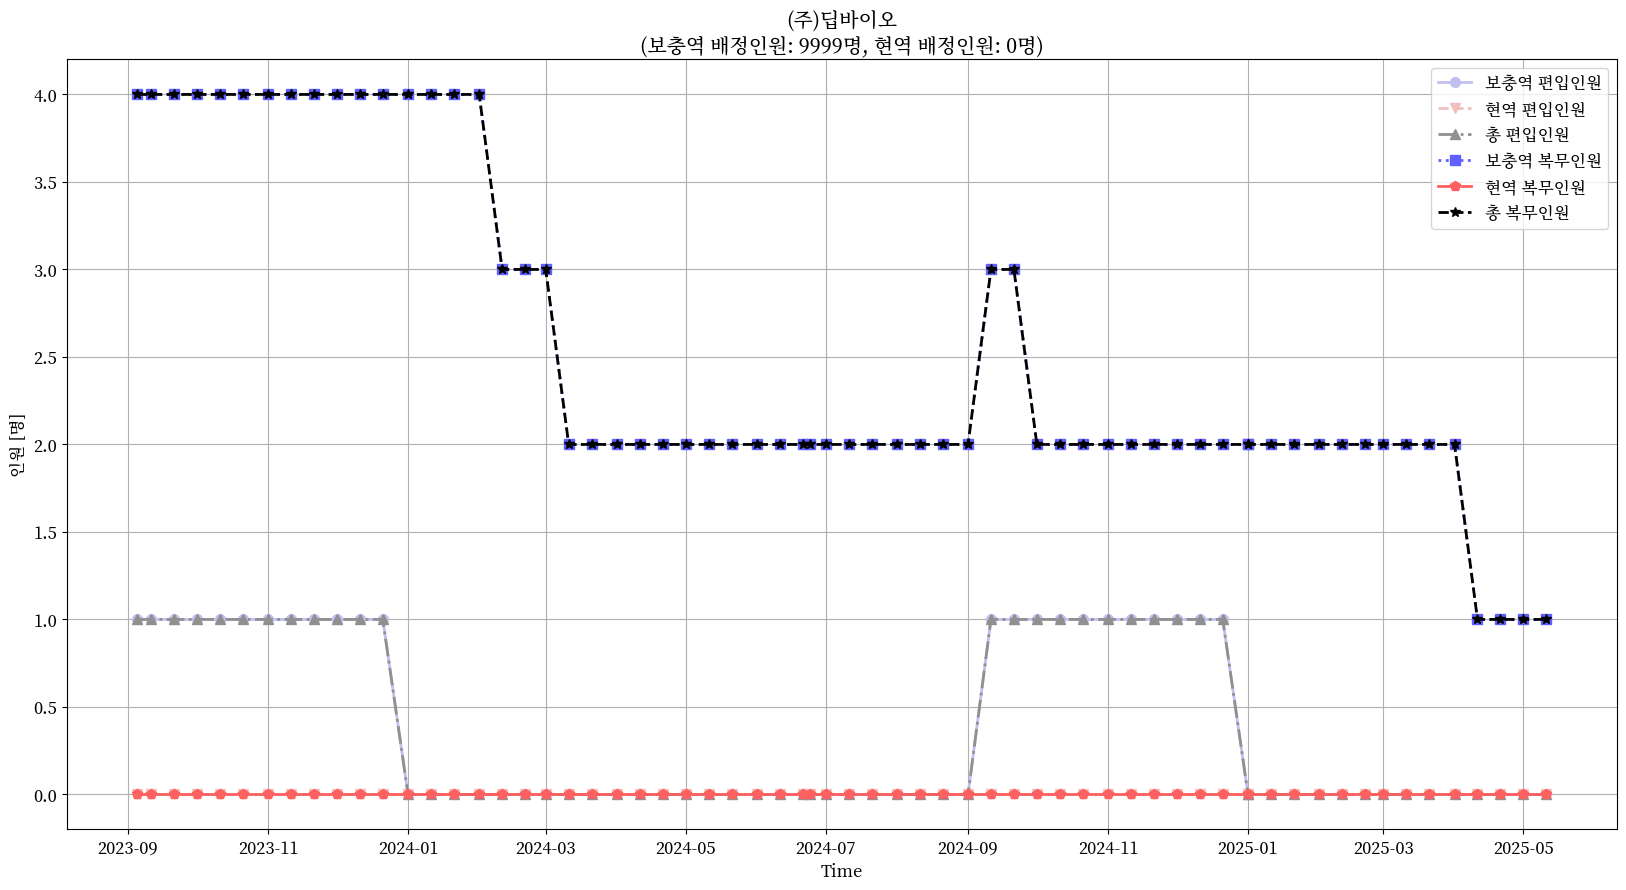 (주)딥바이오
(보충역 배정인원: 9999명, 현역 배정인원: 0명)
보충역 편입인원
현역 편입인원
총 편입인원
보충역 복무인원
현역 복무인원
총 복무인원
인원 [명]
4.0
3.5
3.0
2.5
2.0
1.5
1.0
0.5
0.0
2023-09 2023-11 2024-01 2024-03 2024-05 2024-07 2024-09 2024-11 2025-01 2025-03 2025-05
Time